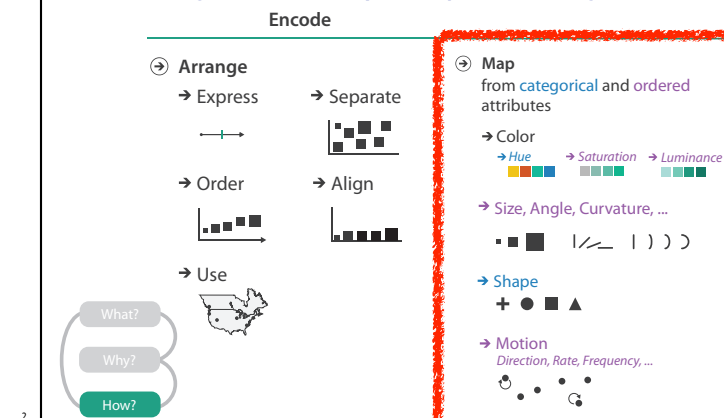 Encode
Arrange
Express
Separate
Order
Align
Use
Map
from categorical and ordered
attributes
Color
Hue
Saturation
Luminance
Size, Angle, Curvature, ...
Shape
Motion
Direction, Rate, Frequency, ...
What?
Why?
How?